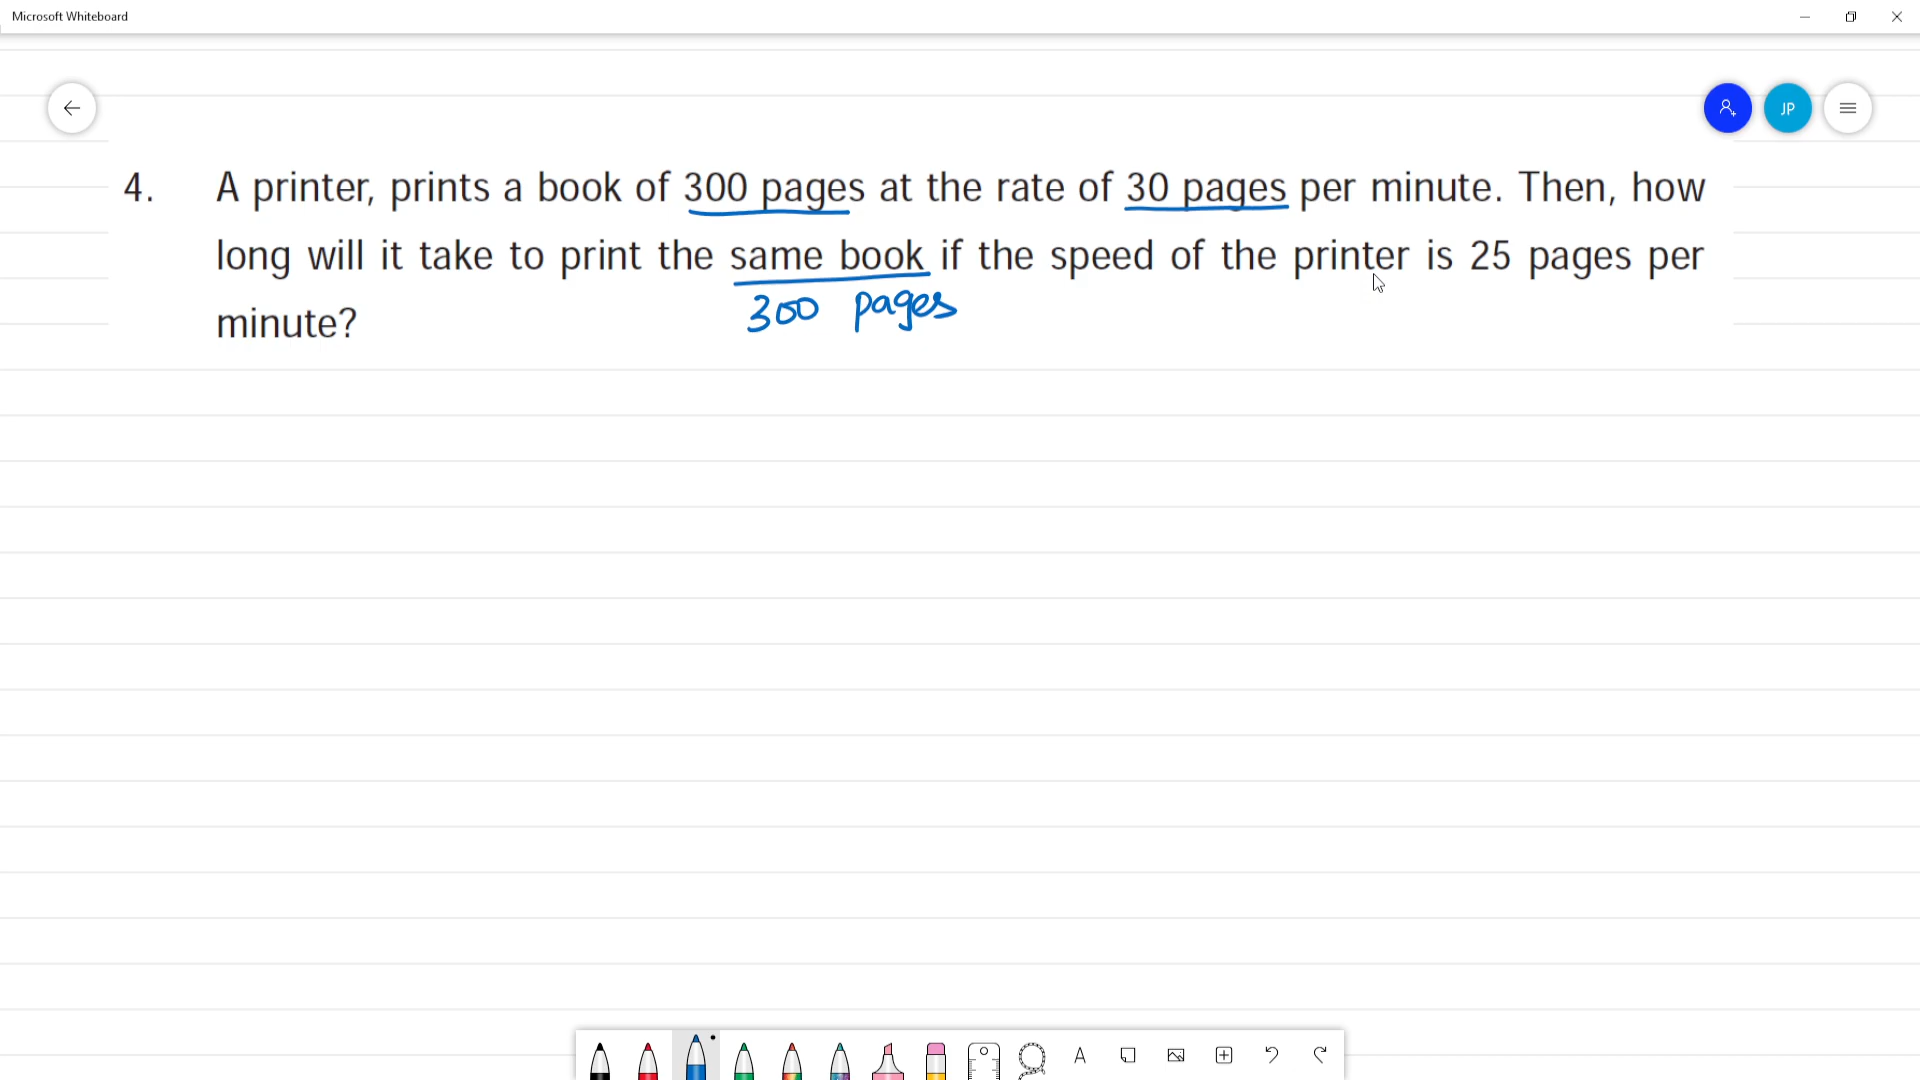 Microsoft Whiteboard
JP
4. A printer, prints a book of 300 pages at the rate of 30 pages per minute. Then, how
long will it take to print the same book if the speed of the printer is 25 pages per
300 pages
minute?
A